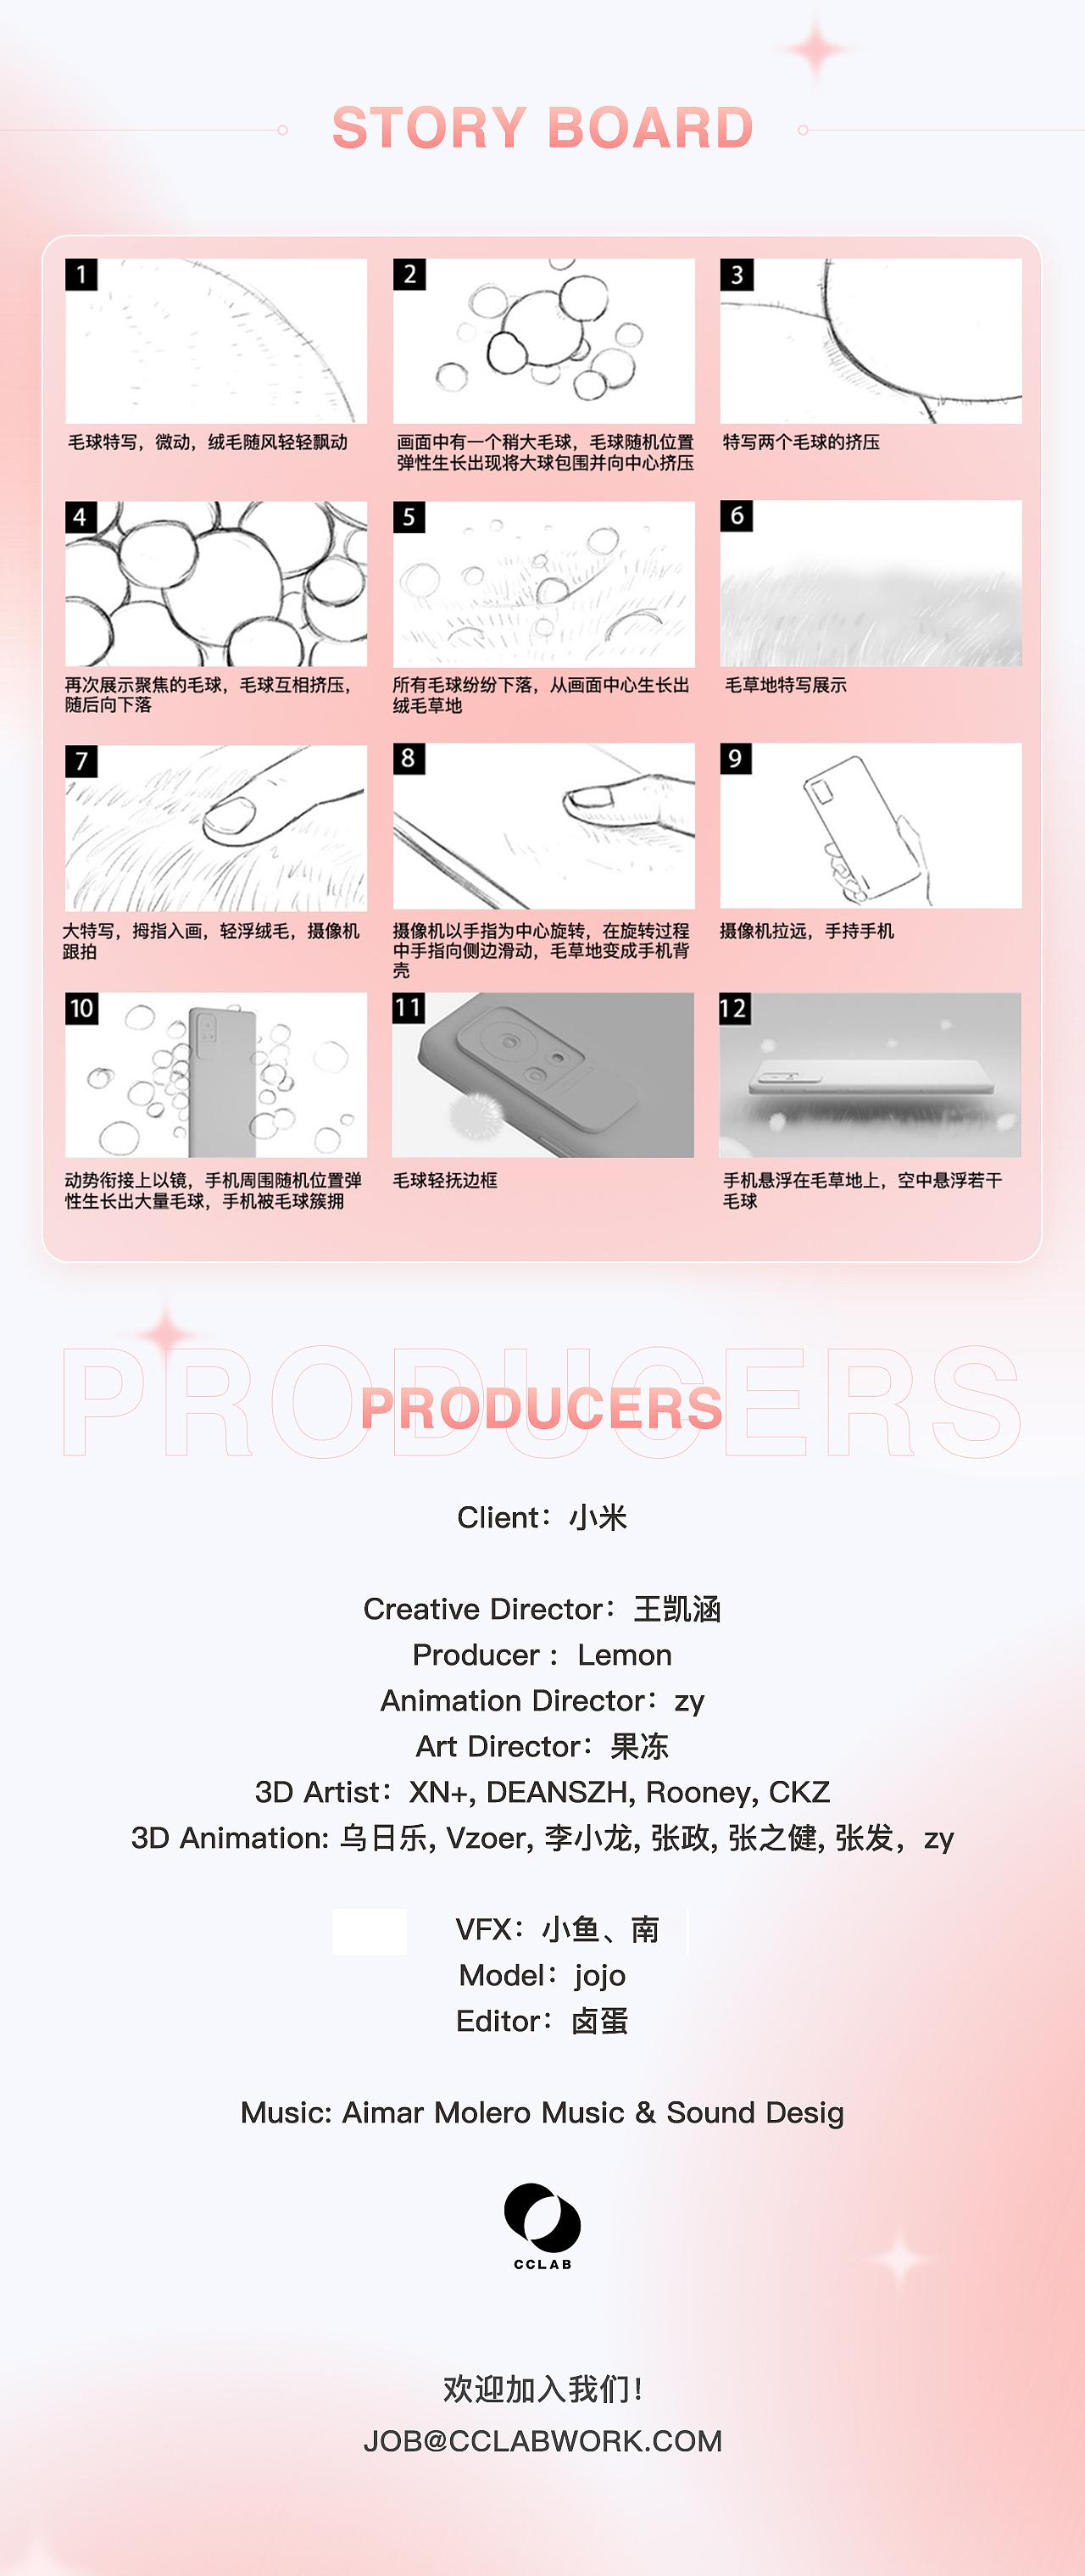 STORY BOARD
1
2
3
毛球特写，微动，绒毛随风轻轻飘动
画面中有一个稍大毛球，毛球随机位置
弹性生长出现将大球包围并向中心挤压
特写两个毛球的挤压
4
5
6
再次展示聚焦的毛球，毛球互相挤压，
随后向下落
所有毛球纷纷下落，从画面中心生长出
绒毛草地
毛草地特写展示
7
8
9
大特写，拇指入画，轻浮绒毛，摄像机
跟拍
摄像机以手指为中心旋转，在旋转过程
中手指向侧边滑动，毛草地变成手机背
壳
摄像机拉远，手持手机
10
11
12
动势衔接上以镜，手机周围随机位置弹
性生长出大量毛球，手机被毛球簇拥
毛球轻抚边框
手机悬浮在毛草地上，空中悬浮若干
毛球
PRODUCERS
PRODUCERS
Client：小米
Creative Director：王凯涵
Producer ：Lemon
Animation Director：zy
Art Director：果冻
3D Artist：XN+, DEANSZH, Rooney, CKZ
3D Animation: 乌日乐, Vzoer, 李小龙, 张政, 张之健, 张发，zy
VFX：小鱼、南
Model：jojo
Editor：卤蛋
Music: Aimar Molero Music & Sound Desig
CCLAB
欢迎加入我们！
JOB@CCLABWORK.COM